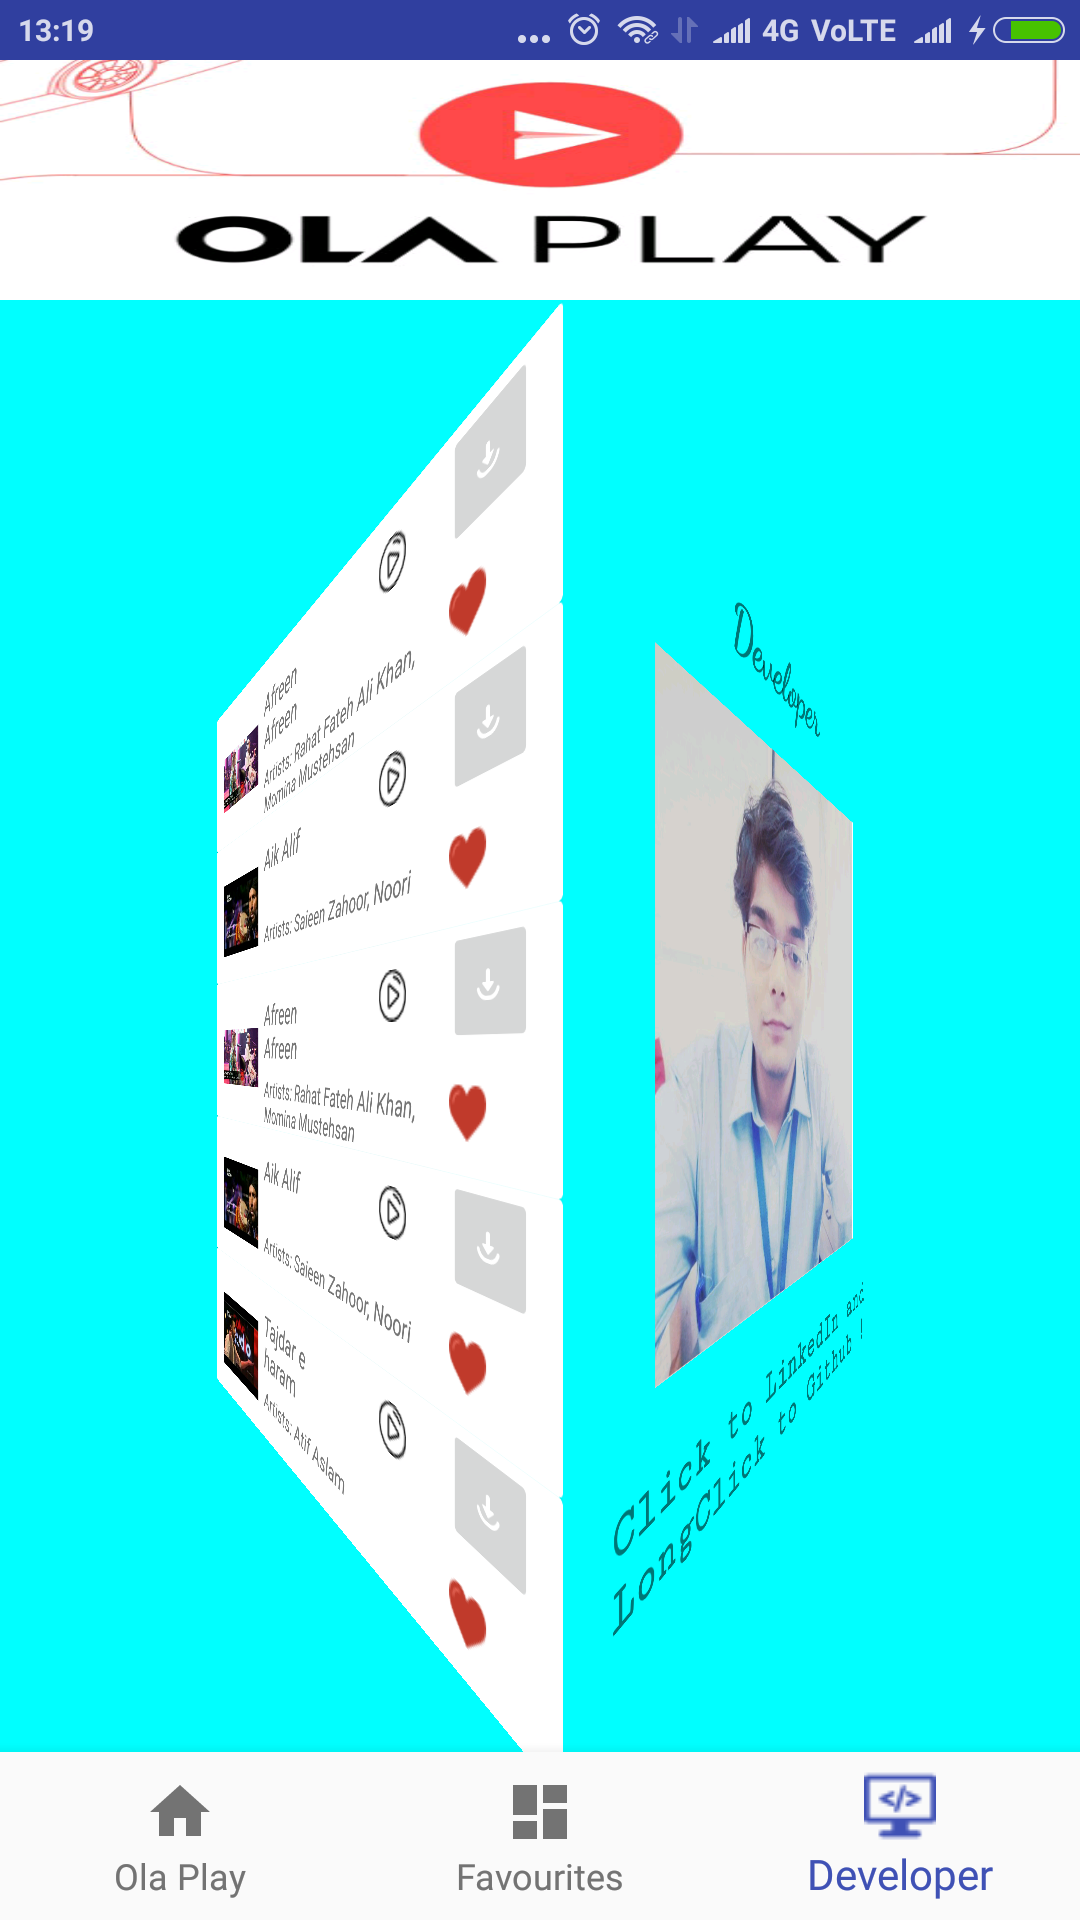 13:19
4G VoLTE
OLA PLAY
Afreen
Afreen
Artists: Rahat Fateh Ali Khan,
Momina Mustehsan
Aik Alif
Artists: Saieen Zahoor, Noori
Afreen
Afreen
Artists: Rahat Fateh Ali Khan,
Momina Mustehsan
Aik Alif
Artists: Saieen Zahoor, Noori
Tajdar e
haram
Artists: Atif Aslam
Developer
Click to LinkedIn and
LongClick to Github !
Ola Play
Favourites
Developer